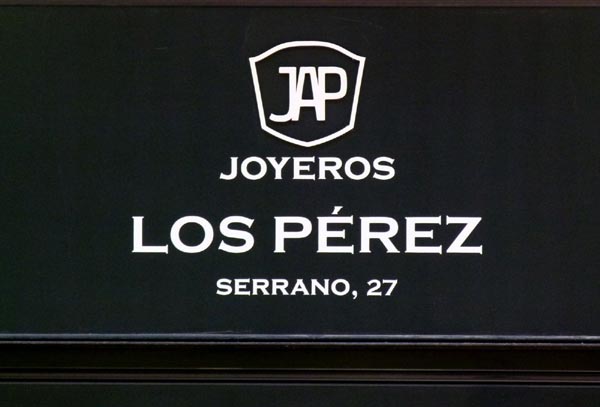 JAP
JOYEROS
LOS PÉREZ
SERRANO, 27